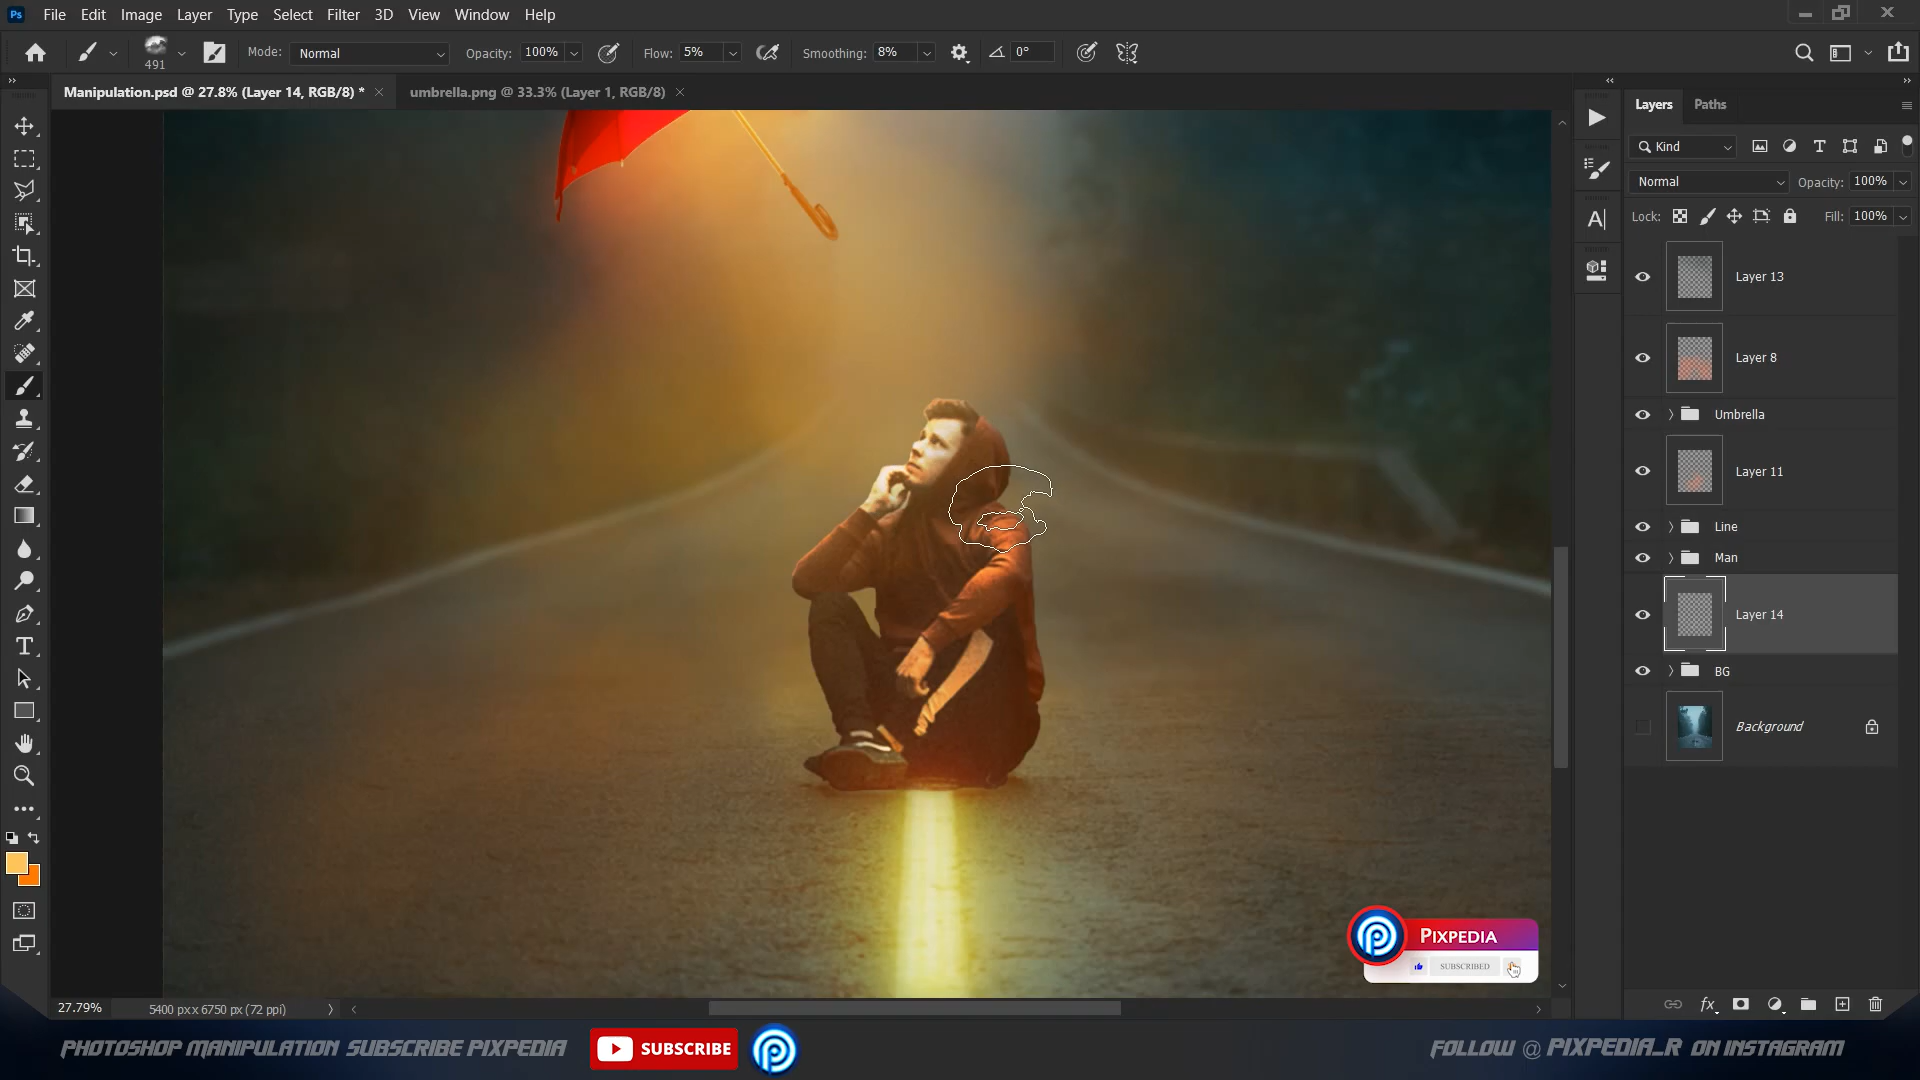 Ps File Edit Image Layer Type Select Filter 3D View Window Help
491 Mode: Normal Opacity: 100% Flow: 5% Smoothing: 8% 0°
Manipulation.psd @ 27.8% (Layer 14, RGB/8) * umbrella.png @ 33.3% (Layer 1, RGB/8)
Layers Paths
Kind
Normal Opacity: 100%
Lock: Fill: 100%
Layer 13
Layer 8
Umbrella
Layer 11
Line
Man
Layer 14
BG
Background
PIXPEDIA
SUBSCRIBED
27.79% 5400 px x 6750 px (72 ppi)
PHOTOSHOP MANIPULATION SUBSCRIBE PIXPEDIA SUBSCRIBE FOLLOW @ PIXPEDIA_R ON INSTAGRAM